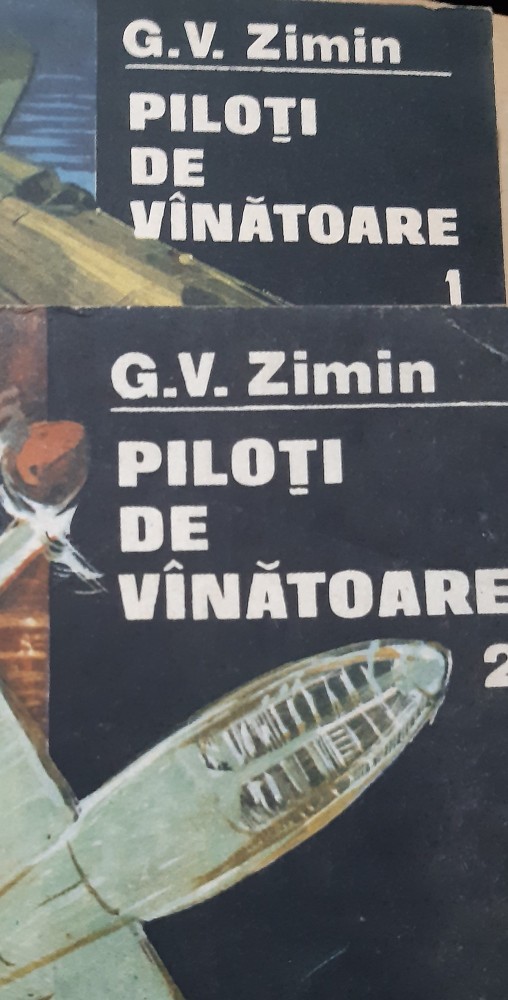 G.V. Zimin
PILOȚI
DE
VÎNĂTOARE
1
G.V. Zimin
PILOȚI
DE
VÎNĂTOARE
2